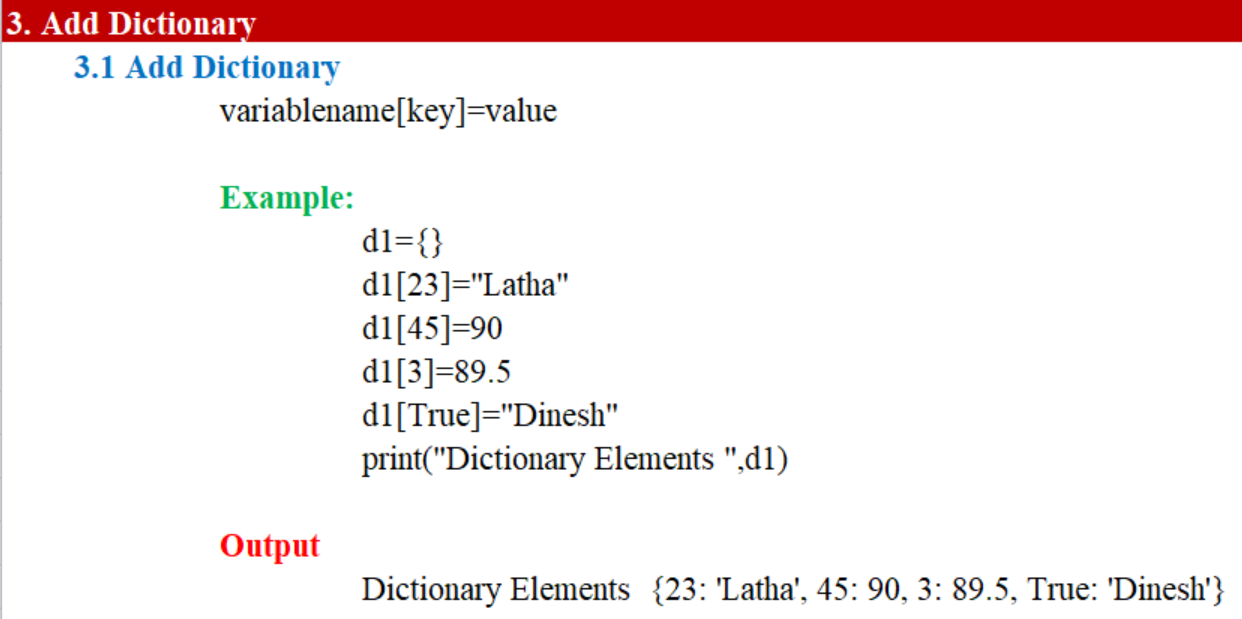 3. Add Dictionary
3.1 Add Dictionary
variablename[key]=value
Example:
d1={}
d1[23]="Latha"
d1[45]=90
d1[3]=89.5
d1[True]="Dinesh"
print("Dictionary Elements ",d1)
Output
Dictionary Elements  {23: 'Latha', 45: 90, 3: 89.5, True: 'Dinesh'}